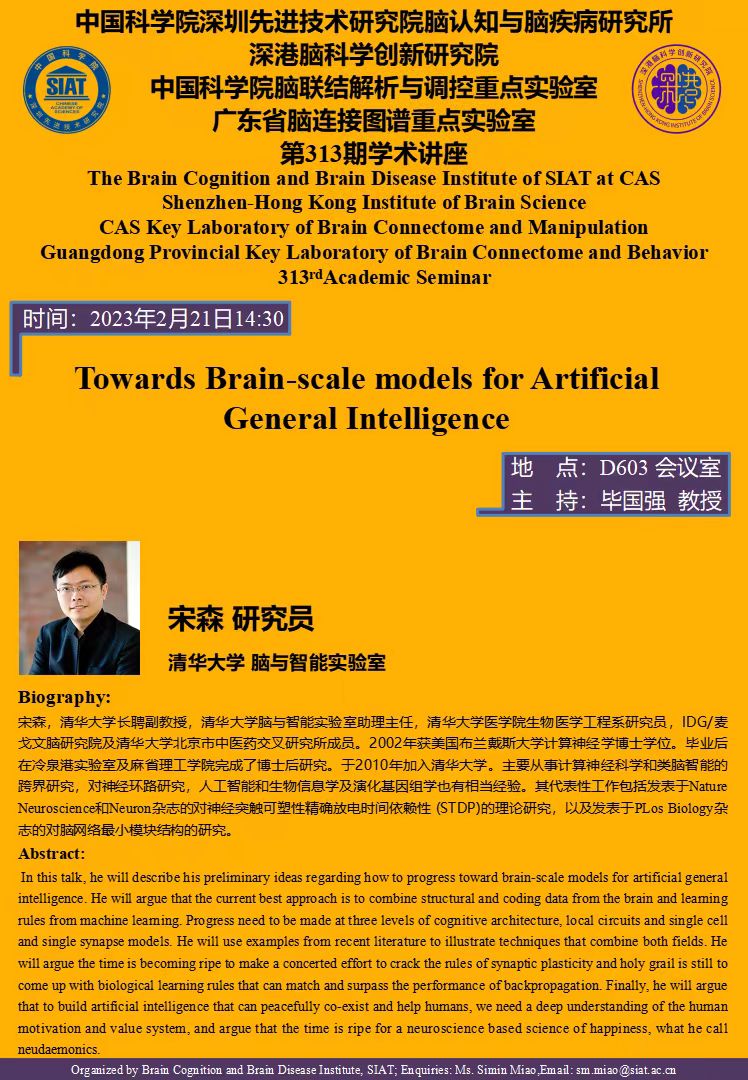 中国科学院深圳先进技术研究院脑认知与脑疾病研究所
深港脑科学创新研究院
中国科学院脑联结解析与调控重点实验室
广东省脑连接图谱重点实验室
第313期学术讲座
中国科学院
SIAT
CHINESE ACADEMY OF SCIENCES
深圳先进技术研究院
深港脑科学创新研究院
SHENZHEN-HONG KONG INSTITUTE OF BRAIN SCIENCE
The Brain Cognition and Brain Disease Institute of SIAT at CAS
Shenzhen-Hong Kong Institute of Brain Science
CAS Key Laboratory of Brain Connectome and Manipulation
Guangdong Provincial Key Laboratory of Brain Connectome and Behavior
313rdAcademic Seminar
时间：2023年2月21日14:30
Towards Brain-scale models for Artificial
General Intelligence
地 点：D603 会议室
主 持：毕国强 教授
宋森 研究员
清华大学 脑与智能实验室
Biography:
宋森，清华大学长聘副教授，清华大学脑与智能实验室助理主任，清华大学医学院生物医学工程系研究员，IDG/麦
戈文脑研究院及清华大学北京市中医药交叉研究所成员。2002年获美国布兰戴斯大学计算神经学博士学位。毕业后
在冷泉港实验室及麻省理工学院完成了博士后研究。于2010年加入清华大学。主要从事计算神经科学和类脑智能的
跨界研究，对神经环路研究，人工智能和生物信息学及演化基因组学也有相当经验。其代表性工作包括发表于Nature
Neuroscience和Neuron杂志的对神经突触可塑性精确放电时间依赖性 (STDP)的理论研究，以及发表于PLos Biology杂
志的对脑网络最小模块结构的研究。
Abstract:
In this talk, he will describe his preliminary ideas regarding how to progress toward brain-scale models for artificial general
intelligence. He will argue that the current best approach is to combine structural and coding data from the brain and learning
rules from machine learning. Progress need to be made at three levels of cognitive architecture, local circuits and single cell
and single synapse models. He will use examples from recent literature to illustrate techniques that combine both fields. He
will argue the time is becoming ripe to make a concerted effort to crack the rules of synaptic plasticity and holy grail is still to
come up with biological learning rules that can match and surpass the performance of backpropagation. Finally, he will argue
that to build artificial intelligence that can peacefully co-exist and help humans, we need a deep understanding of the human
motivation and value system, and argue that the time is ripe for a neuroscience based science of happiness, what he call
neudaemonics.
Organized by Brain Cognition and Brain Disease Institute, SIAT; Enquiries: Ms. Simin Miao,Email: sm.miao@siat.ac.cn